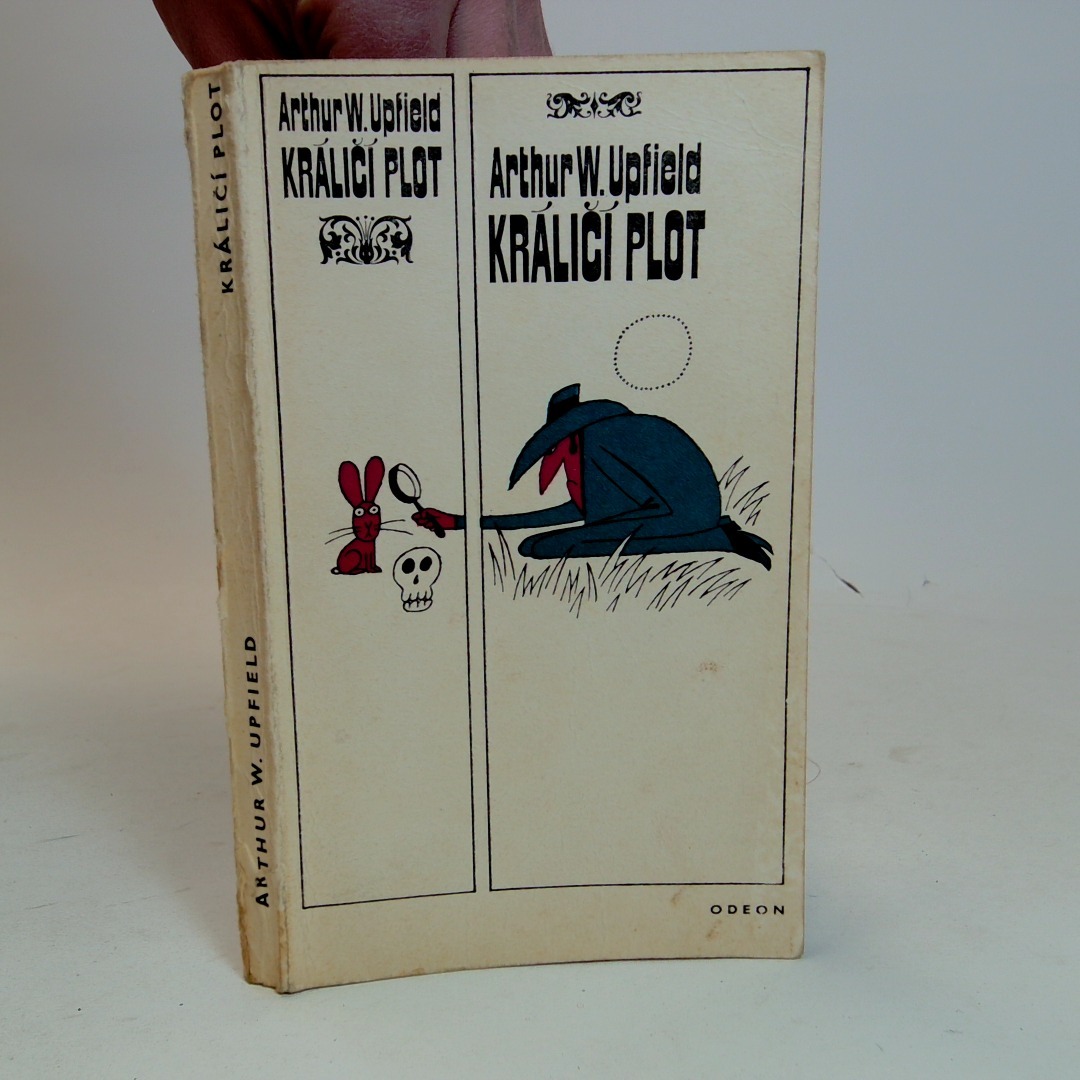 KRÁLIČÍ PLOT
ARTHUR W. UPFIELD
Arthur W. Upfield
KRÁLIČÍ PLOT
Arthur W. Upfield
KRÁLIČÍ PLOT
ODEON